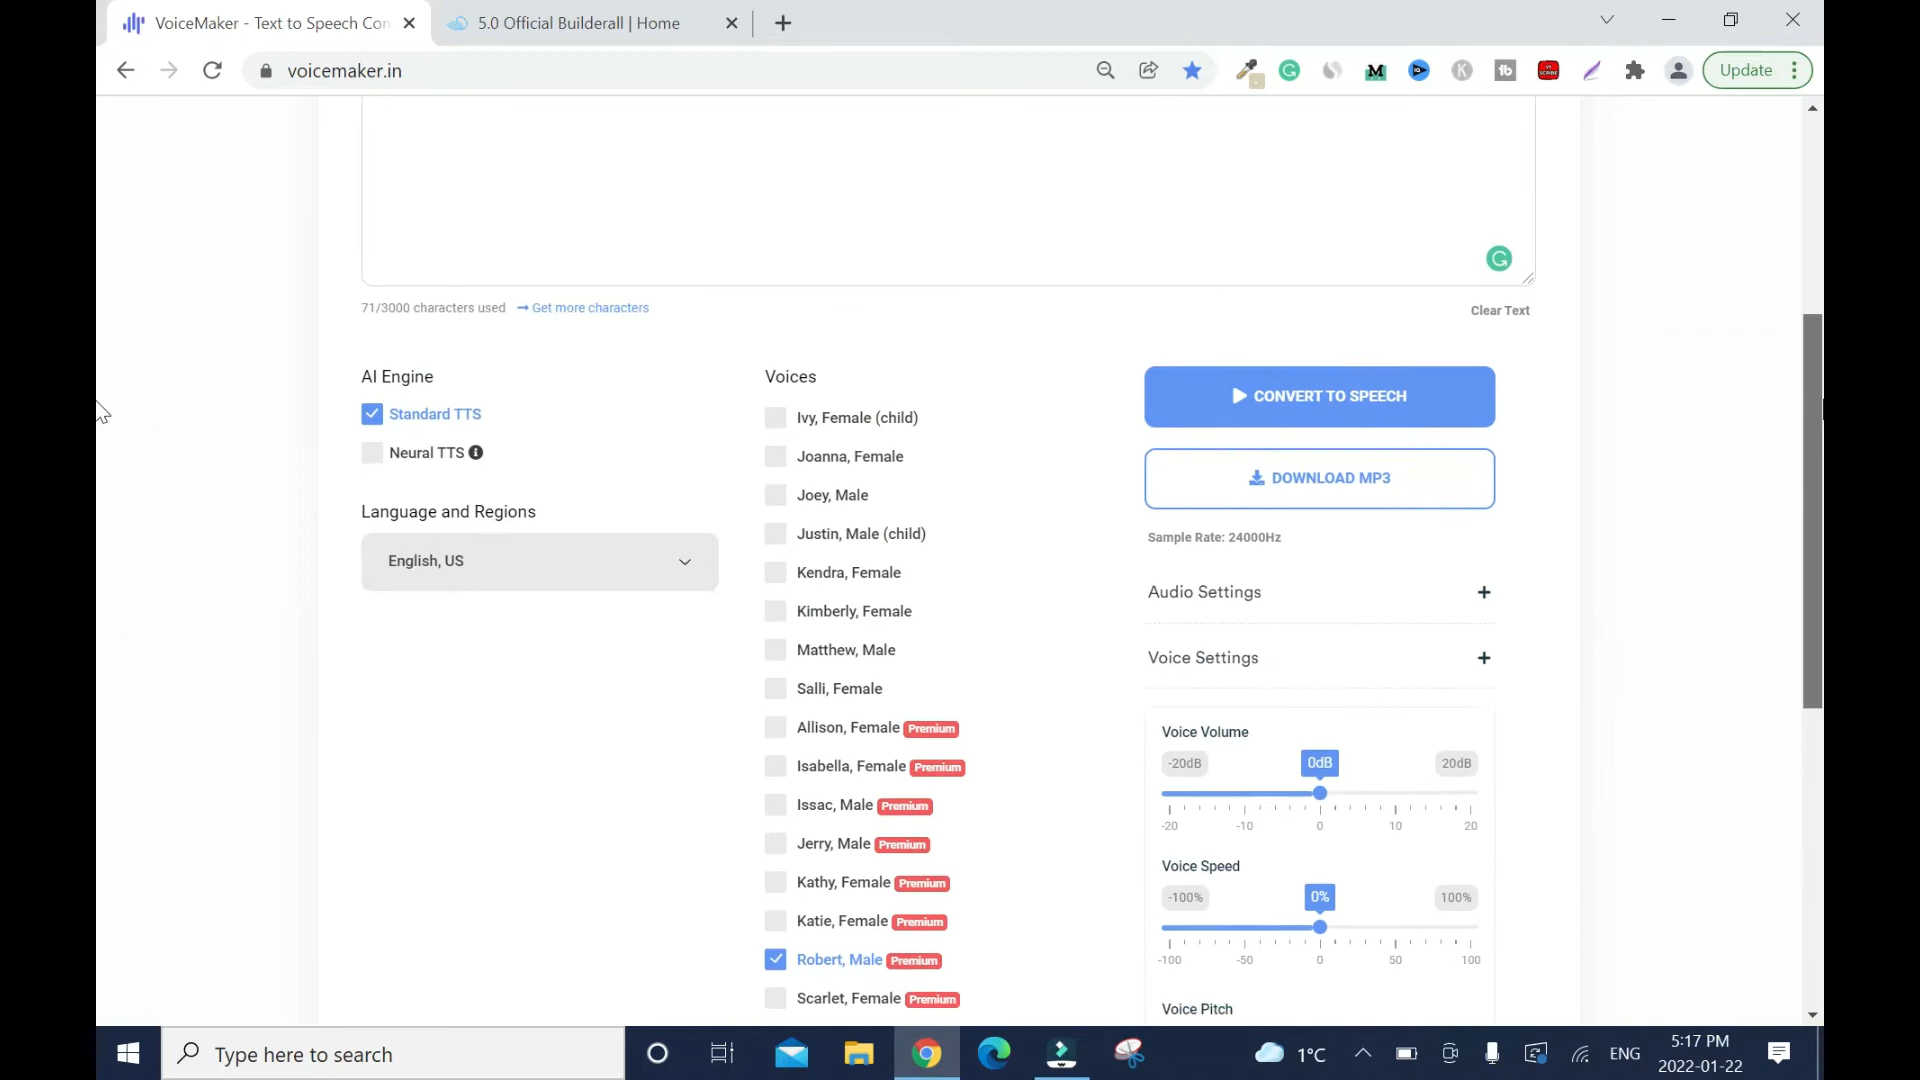 VoiceMaker - Text to Speech Con
5.0 Official Builderall | Home
voicemaker.in
Update
71/3000 characters used
Get more characters
Clear Text
AI Engine
Standard TTS
Neural TTS
Language and Regions
English, US
Voices
Ivy, Female (child)
Joanna, Female
Joey, Male
Justin, Male (child)
Kendra, Female
Kimberly, Female
Matthew, Male
Salli, Female
Allison, Female Premium
Isabella, Female Premium
Issac, Male Premium
Jerry, Male Premium
Kathy, Female Premium
Katie, Female Premium
Robert, Male Premium
Scarlet, Female Premium
CONVERT TO SPEECH
DOWNLOAD MP3
Sample Rate: 24000Hz
Audio Settings +
Voice Settings +
Voice Volume
-20dB 0dB 20dB
-20 -10 0 10 20
Voice Speed
-100% 0% 100%
-100 -50 0 50 100
Voice Pitch
Type here to search
1°C
ENG
5:17 PM
2022-01-22